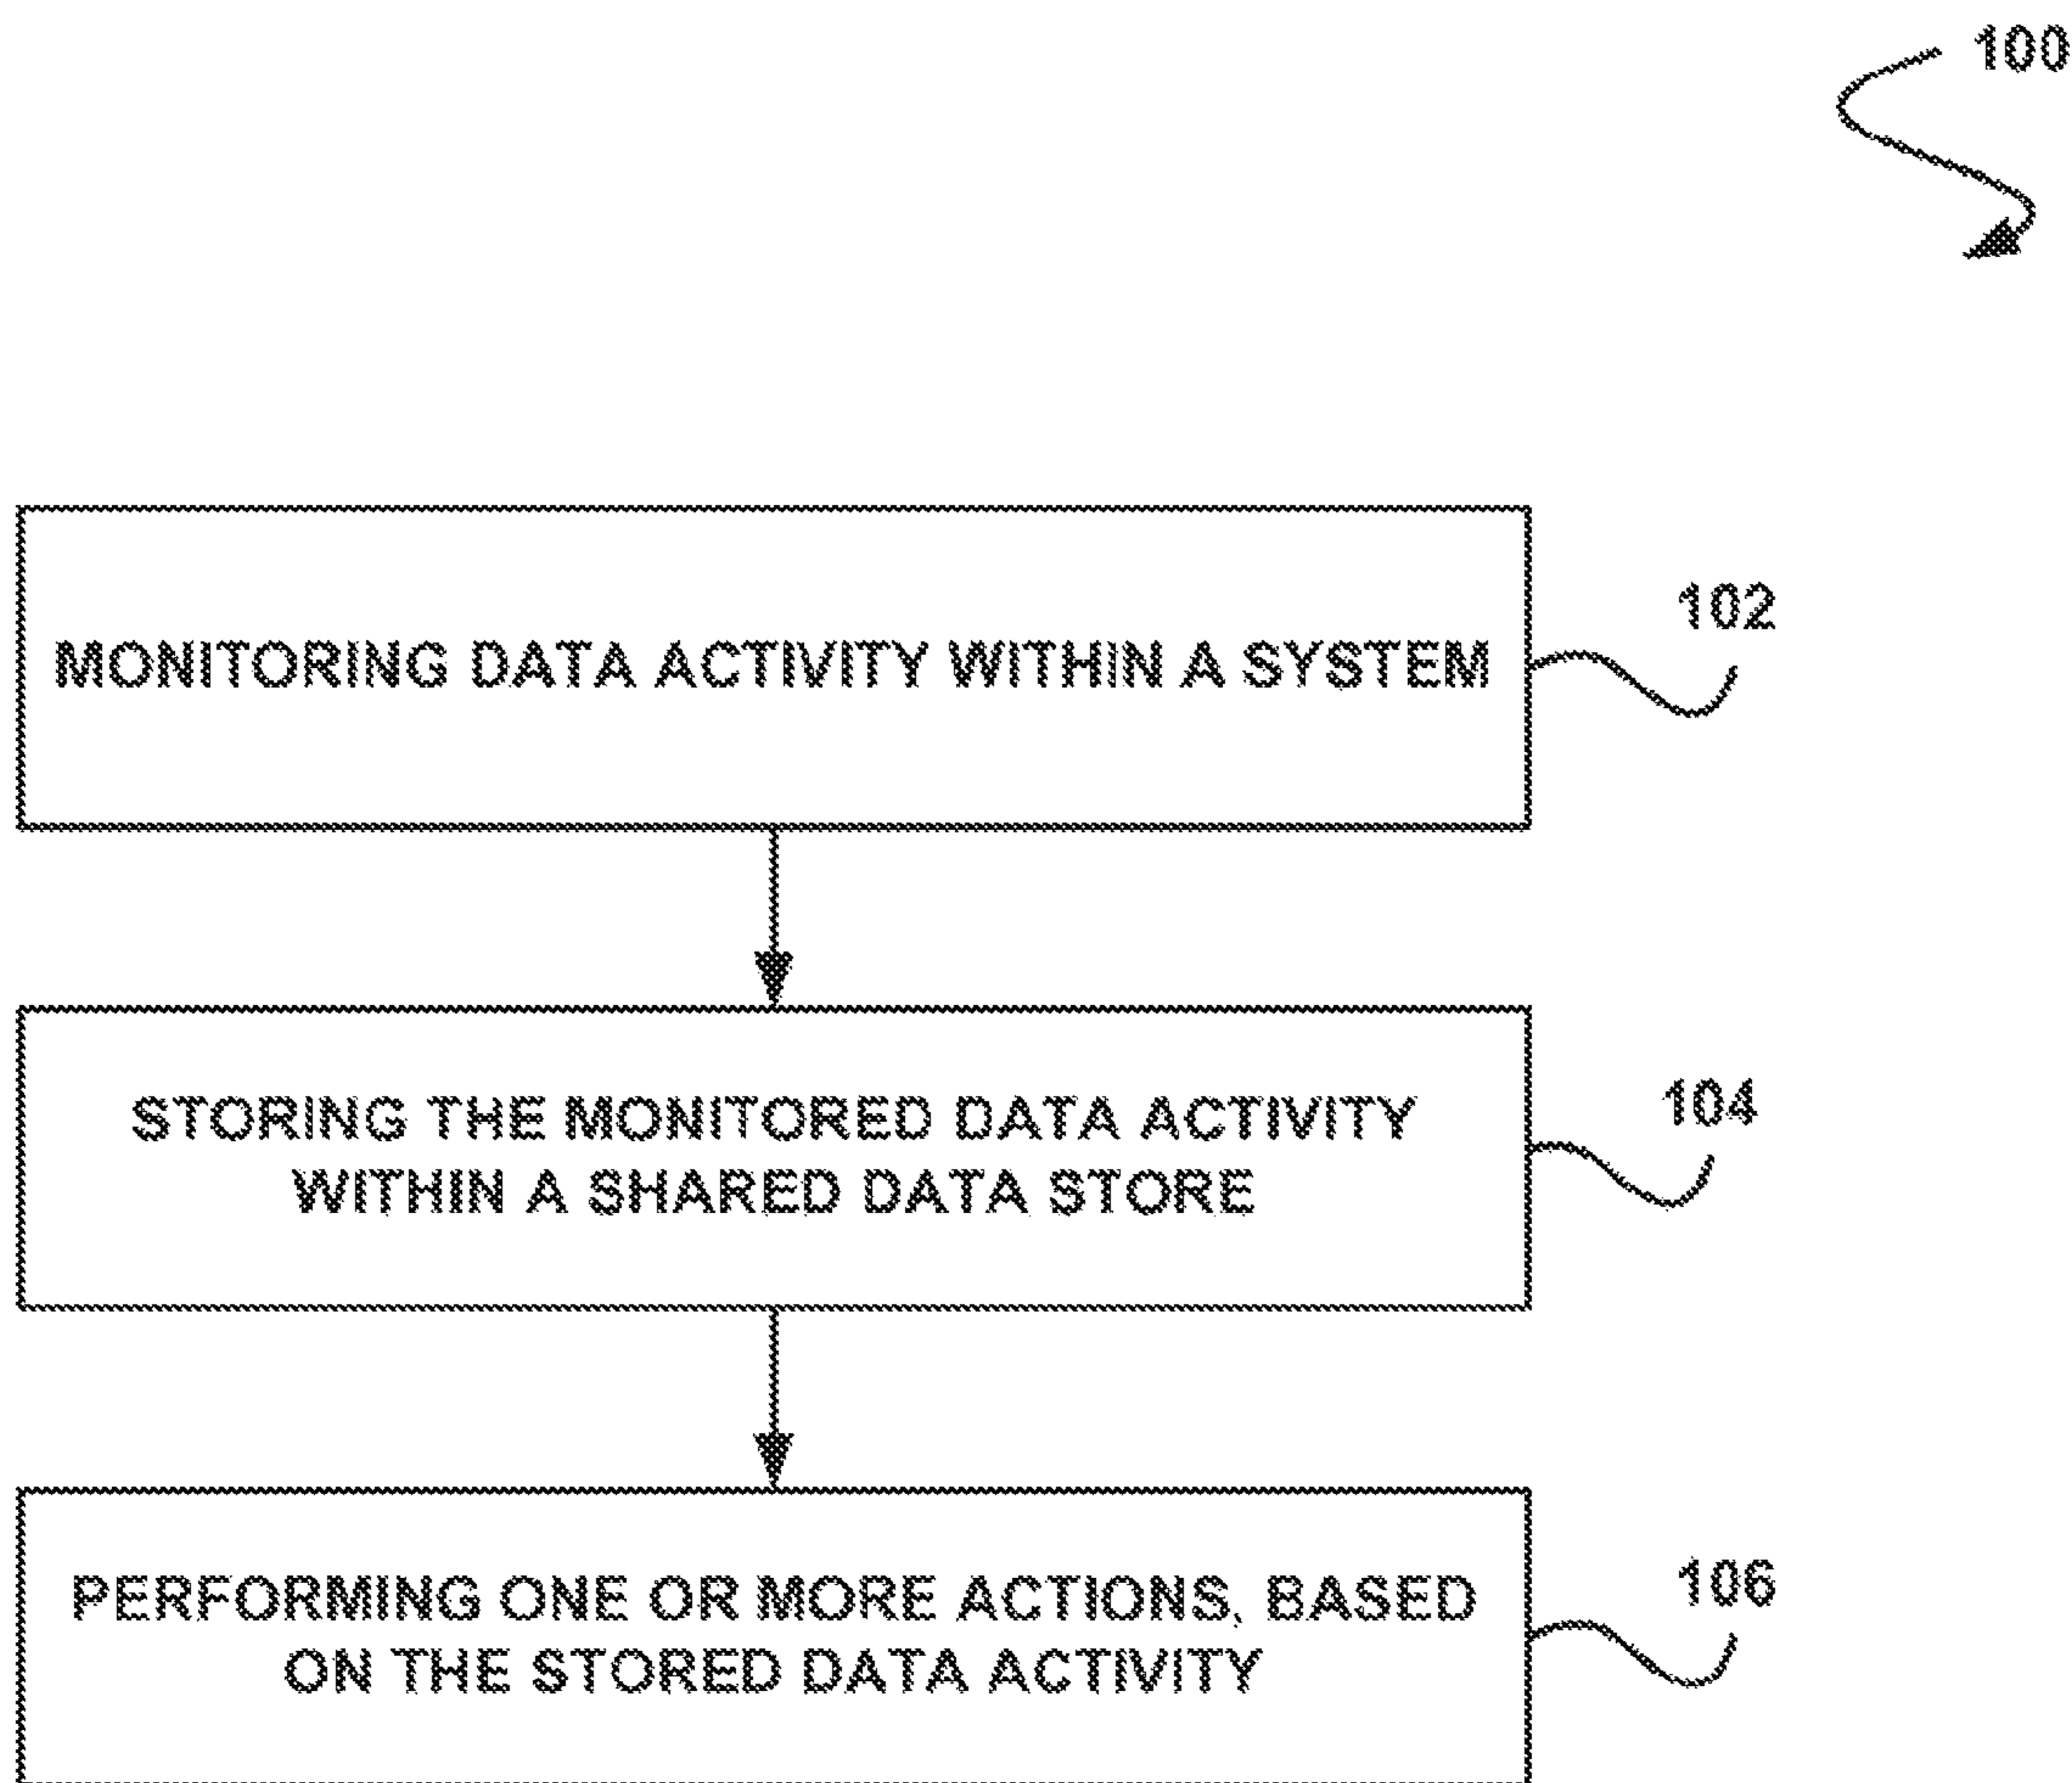 100
MONITORING DATA ACTIVITY WITHIN A SYSTEM
102
STORING THE MONITORED DATA ACTIVITY
WITHIN A SHARED DATA STORE
104
PERFORMING ONE OR MORE ACTIONS, BASED
ON THE STORED DATA ACTIVITY
106